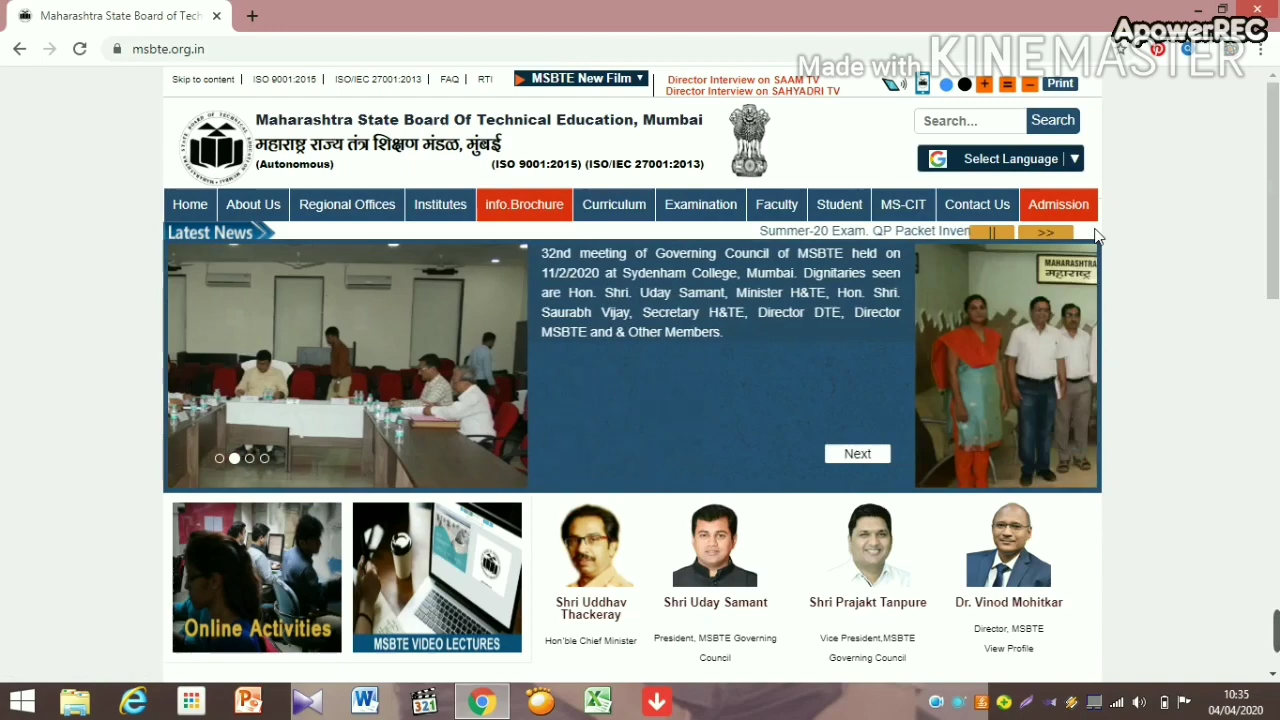 Maharashtra State Board of Tech
ApowerREC
msbte.org.in
Made with KINEMASTER
Skip to content | ISO 9001:2015 | ISO/IEC 27001:2013 | FAQ | RTI
MSBTE New Film
Director Interview on SAAM TV
Director Interview on SAHYADRI TV
+ = − Print
Maharashtra State Board Of Technical Education, Mumbai
महाराष्ट्र राज्य तंत्र शिक्षण मंडळ, मुंबई
(Autonomous) (ISO 9001:2015) (ISO/IEC 27001:2013)
Search... Search
G Select Language ▼
Home About Us Regional Offices Institutes Info.Brochure Curriculum Examination Faculty Student MS-CIT Contact Us Admission
Latest News Summer-20 Exam. QP Packet Inven || >>
32nd meeting of Governing Council of MSBTE held on
11/2/2020 at Sydenham College, Mumbai. Dignitaries seen
are Hon. Shri. Uday Samant, Minister H&TE, Hon. Shri.
Saurabh Vijay, Secretary H&TE, Director DTE, Director
MSBTE and & Other Members.
Next
MAHARASHTRA
महाराष्ट्र
Online Activities
MSBTE VIDEO LECTURES
Shri Uddhav
Thackeray
Hon'ble Chief Minister
Shri Uday Samant
President, MSBTE Governing
Council
Shri Prajakt Tanpure
Vice President,MSBTE
Governing Council
Dr. Vinod Mohitkar
Director, MSBTE
View Profile
321
10:35
04/04/2020